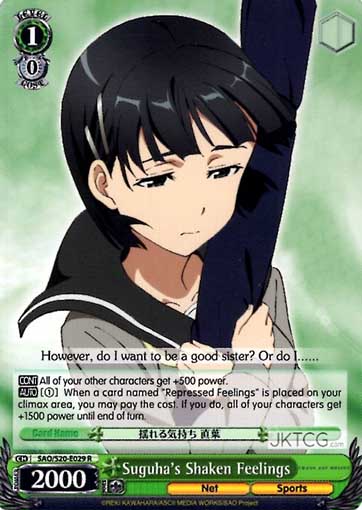 LEVEL
1
0
COST
However, do I want to be a good sister? Or do I......
CONT All of your other characters get +500 power.
AUTO [①] When a card named "Repressed Feelings" is placed on your
climax area, you may pay the cost. If you do, all of your characters get
+1500 power until end of turn.
Card Name
揺れる気持ち 直葉
JKTCG.com
CH SAO/S20-E029 R
Suguha's Shaken Feelings
POWER
2000
1
Net
Sports
©REKI KAWAHARA/ASCII MEDIA WORKS/SAO Project